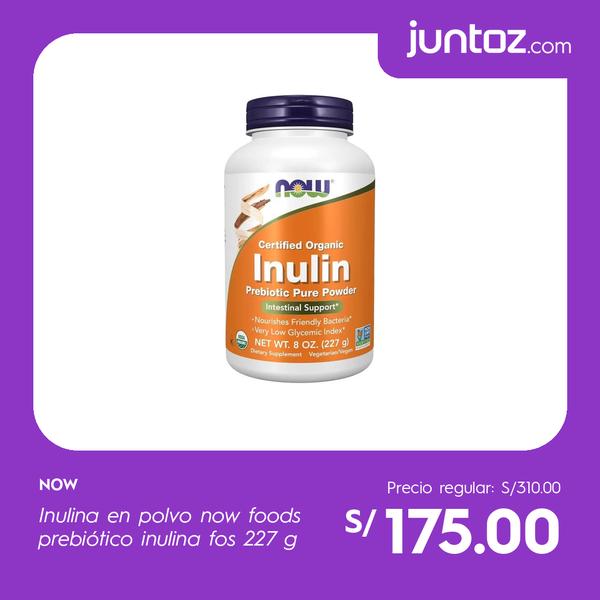 juntoz.com
NOW
Certified Organic
Inulin
Prebiotic Pure Powder
Intestinal Support*
•Nourishes Friendly Bacteria*
•Very Low Glycemic Index*
NET WT. 8 OZ. (227 g)
Dietary Supplement Vegetarian/Vegan
NOW
Precio regular: S/310.00
Inulina en polvo now foods
prebiótico inulina fos 227 g
S/ 175.00